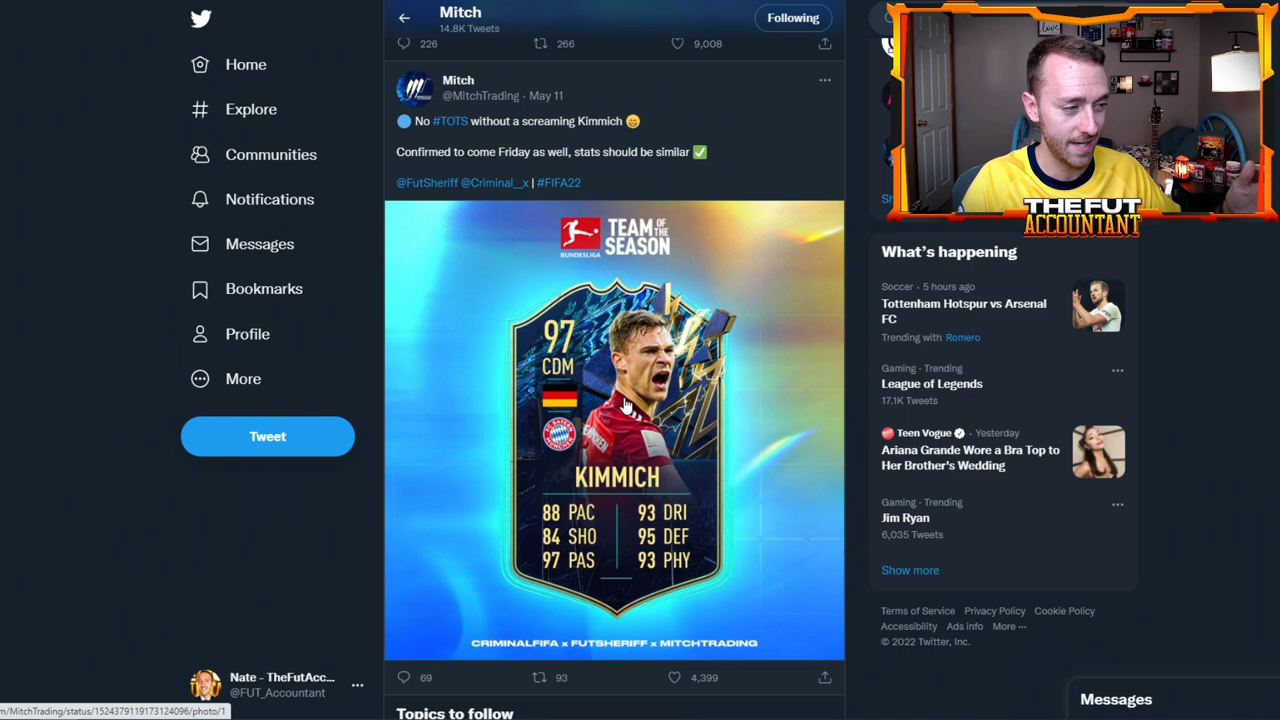 Home
Explore
Communities
Notifications
Messages
Bookmarks
Profile
More
Tweet
Nate - TheFutAcc...
@FUT_Accountant
m/MitchTrading/status/1524379119173124096/photo/1
Mitch
14.8K Tweets
Following
226
266
9,008
Mitch
@MitchTrading · May 11
No #TOTS without a screaming Kimmich
Confirmed to come Friday as well, stats should be similar
@FutSheriff @Criminal__x | #FIFA22
BUNDESLIGA
TEAM OF THE SEASON
97
CDM
KIMMICH
88 PAC 93 DRI
84 SHO 95 DEF
97 PAS 93 PHY
CRIMINALFIFA x FUTSHERIFF x MITCHTRADING
69
93
4,399
Topics to follow
THE FUT
ACCOUNTANT
What's happening
Soccer · 5 hours ago
Tottenham Hotspur vs Arsenal
FC
Trending with Romero
Gaming · Trending
League of Legends
17.1K Tweets
Teen Vogue · Yesterday
Ariana Grande Wore a Bra Top to
Her Brother's Wedding
Gaming · Trending
Jim Ryan
6,035 Tweets
Show more
Terms of Service Privacy Policy Cookie Policy
Accessibility Ads info More ···
© 2022 Twitter, Inc.
Messages